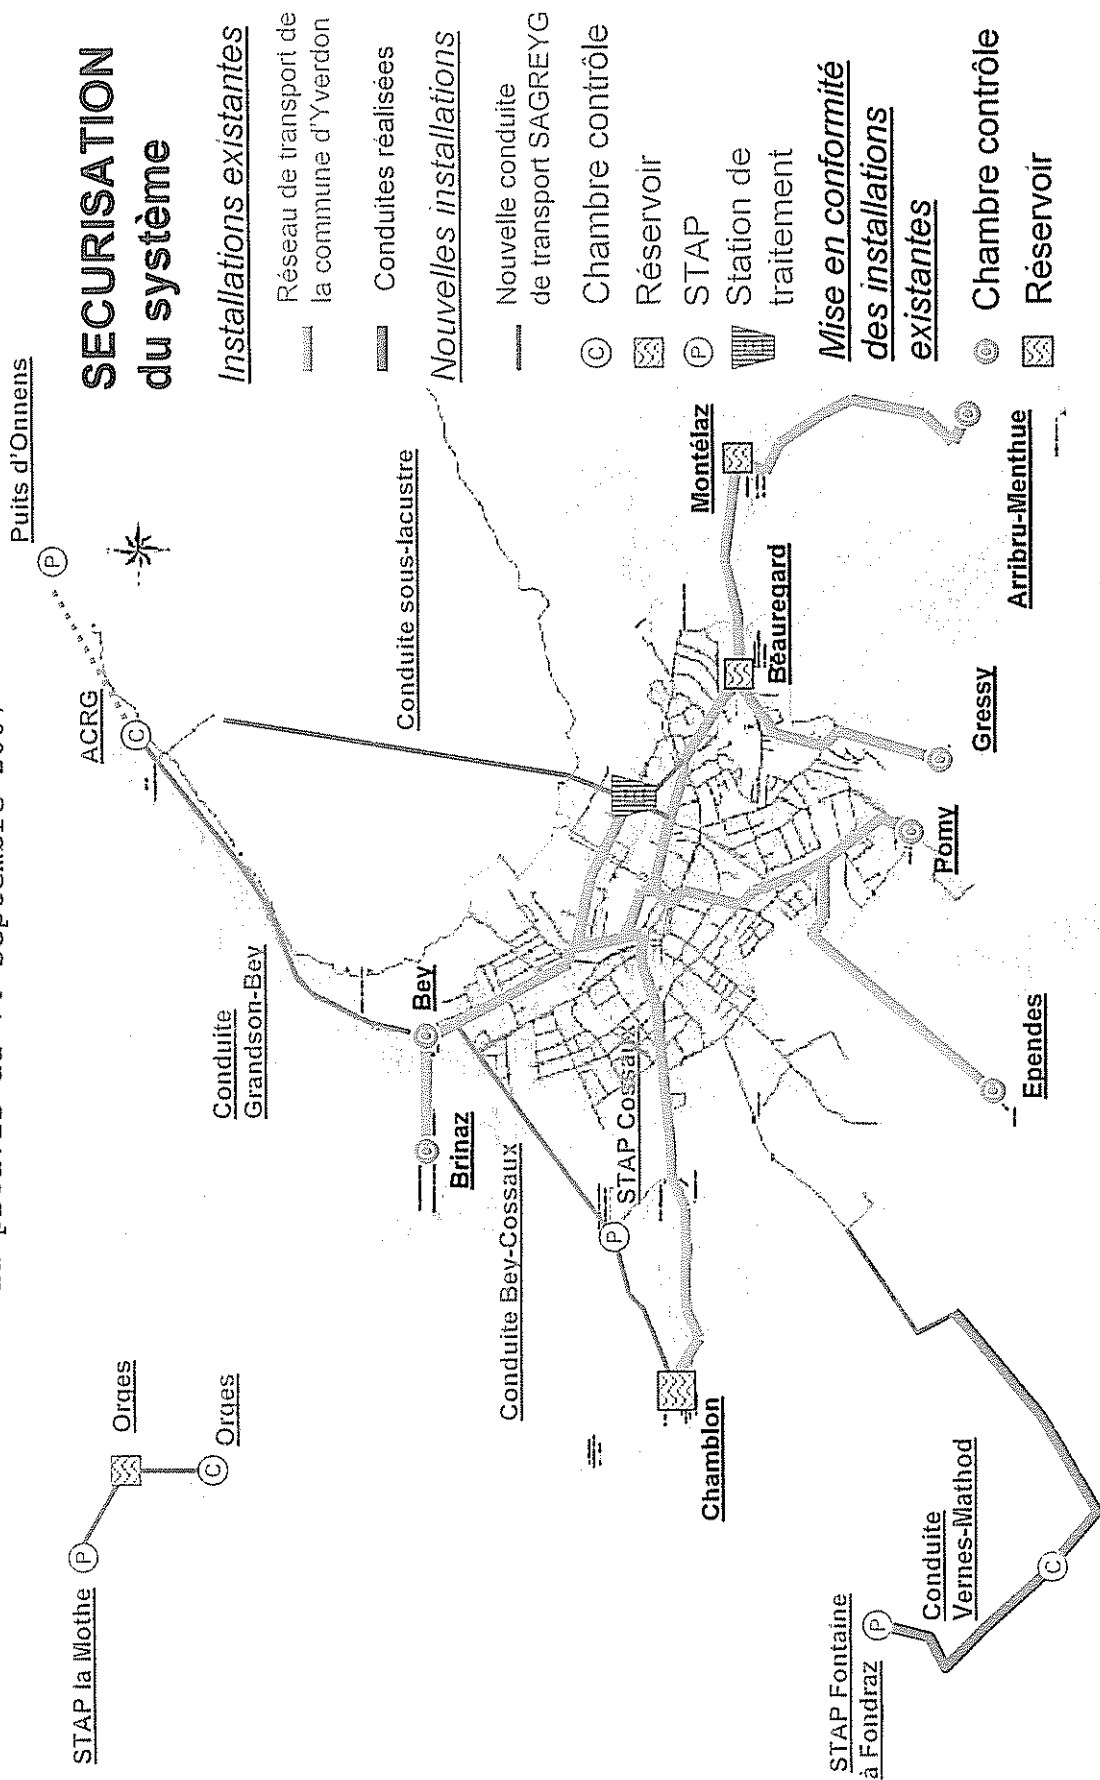 SECURISATION
du système
Installations existantes
Réseau de transport de
la commune d'Yverdon
Conduites réalisées
Nouvelles installations
Nouvelle conduite
de transport SAGREYG
C Chambre contrôle
Réservoir
P STAP
Station de
traitement
Mise en conformité
des installations
existantes
C Chambre contrôle
Réservoir
Puits d'Onnens
P
ACRG
C
Conduite sous-lacustre
Conduite
Grandson-Bey
Bey
C
Brinaz
C
Conduite Bey-Cossaux
STAP Cossaux
P
Chamblon
Montélaz
Béauregard
Arribru-Menthue
C
Gressy
C
Pomy
C
Ependes
C
Orges
Orges
C
STAP la Mothe
P
STAP Fontaine
à Fondraz
P
Conduite
Vernes-Mathod
C